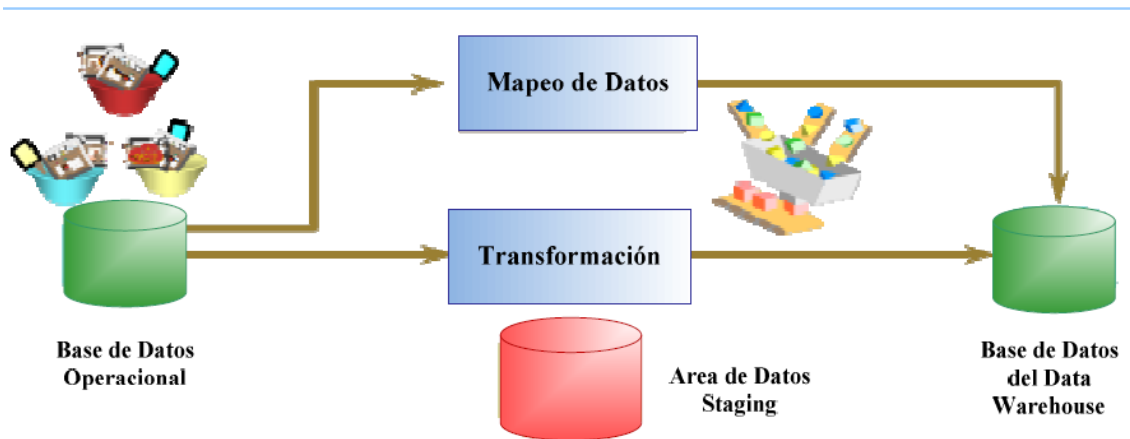 Mapeo de Datos
Transformación
Base de Datos
Operacional
Area de Datos
Staging
Base de Datos
del Data
Warehouse